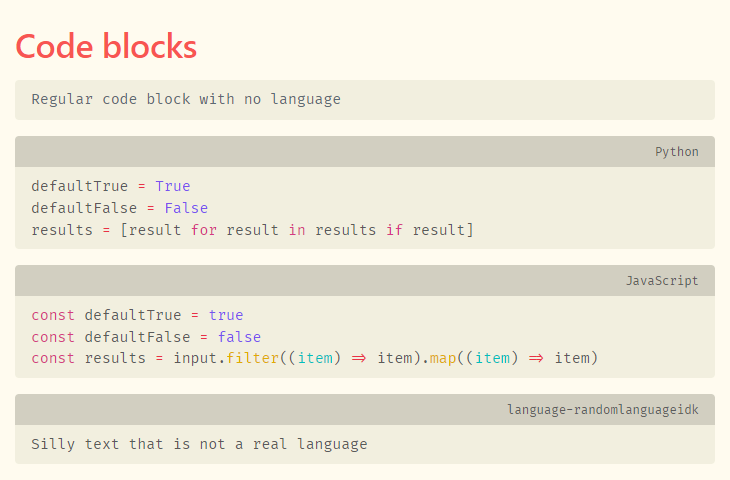 Code blocks
Regular code block with no language
Python
defaultTrue = True
defaultFalse = False
results = [result for result in results if result]
JavaScript
const defaultTrue = true
const defaultFalse = false
const results = input.filter((item) => item).map((item) => item)
language-randomlanguageidk
Silly text that is not a real language